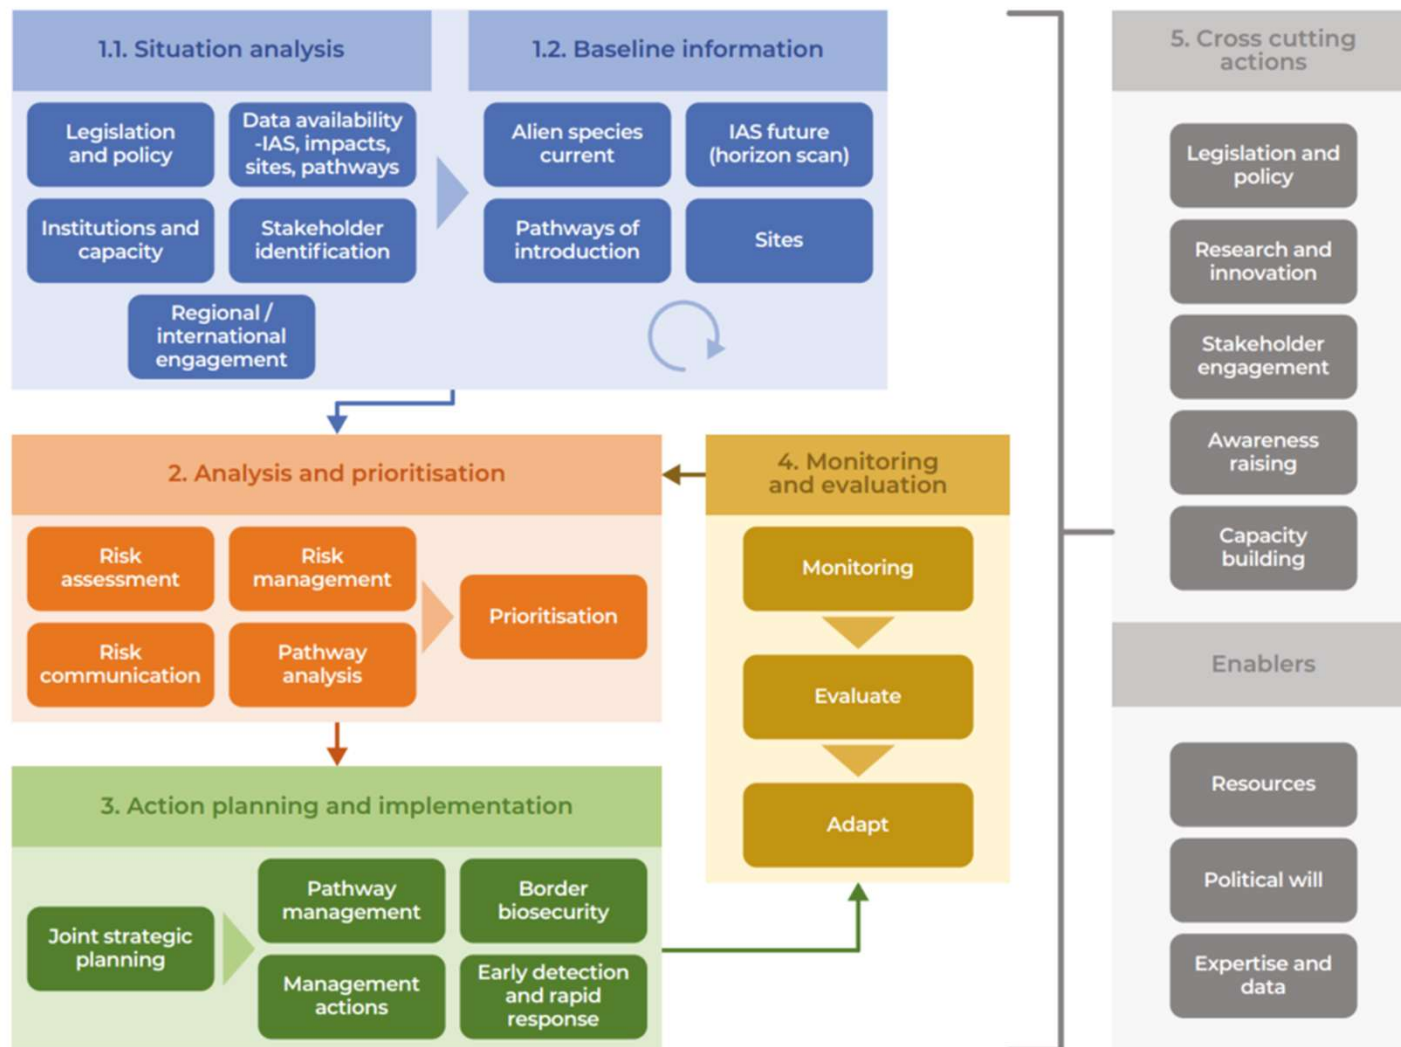 1.1. Situation analysis
Legislation
and policy
Data availability
-IAS, impacts,
sites, pathways
Institutions and
capacity
Stakeholder
identification
Regional /
international
engagement
1.2. Baseline information
Alien species
current
IAS future
(horizon scan)
Pathways of
introduction
Sites
2. Analysis and prioritisation
Risk
assessment
Risk
management
Risk
communication
Pathway
analysis
Prioritisation
3. Action planning and implementation
Joint strategic
planning
Pathway
management
Border
biosecurity
Management
actions
Early detection
and rapid
response
4. Monitoring
and evaluation
Monitoring
Evaluate
Adapt
5. Cross cutting
actions
Legislation and
policy
Research and
innovation
Stakeholder
engagement
Awareness
raising
Capacity
building
Enablers
Resources
Political will
Expertise and
data